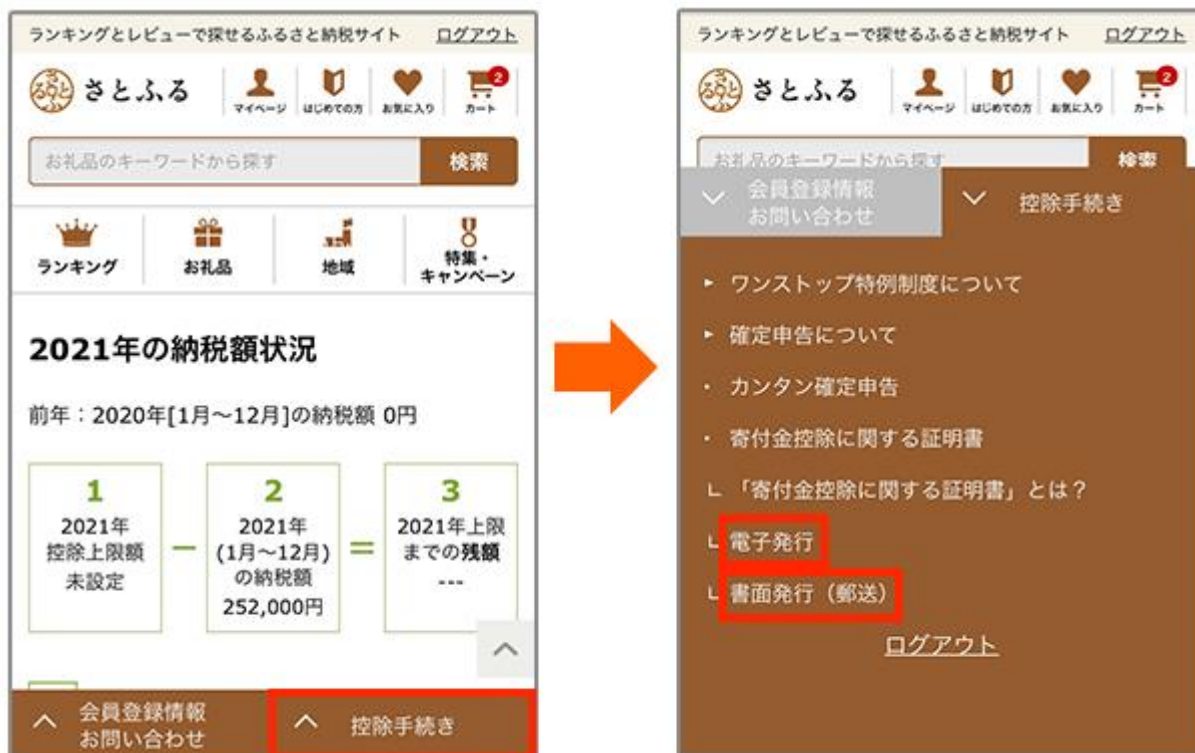 ランキングとレビューで探せるふるさと納税サイト ログアウト
さとふる
マイページ はじめての方 お気に入り カート 2
お礼品のキーワードから探す 検索
ランキング お礼品 地域 特集・
キャンペーン
2021年の納税額状況
前年：2020年[1月～12月]の納税額 0円
1
2021年
控除上限額
未設定
－
2
2021年
(1月～12月)
の納税額
252,000円
＝
3
2021年上限
までの残額
---
会員登録情報
お問い合わせ
控除手続き
ランキングとレビューで探せるふるさと納税サイト ログアウト
さとふる
マイページ はじめての方 お気に入り カート 2
お礼品のキーワードから探す 検索
会員登録情報
お問い合わせ
控除手続き
ワンストップ特例制度について
確定申告について
・ カンタン確定申告
・ 寄付金控除に関する証明書
∟ 「寄付金控除に関する証明書」とは？
∟ 電子発行
∟ 書面発行（郵送）
ログアウト